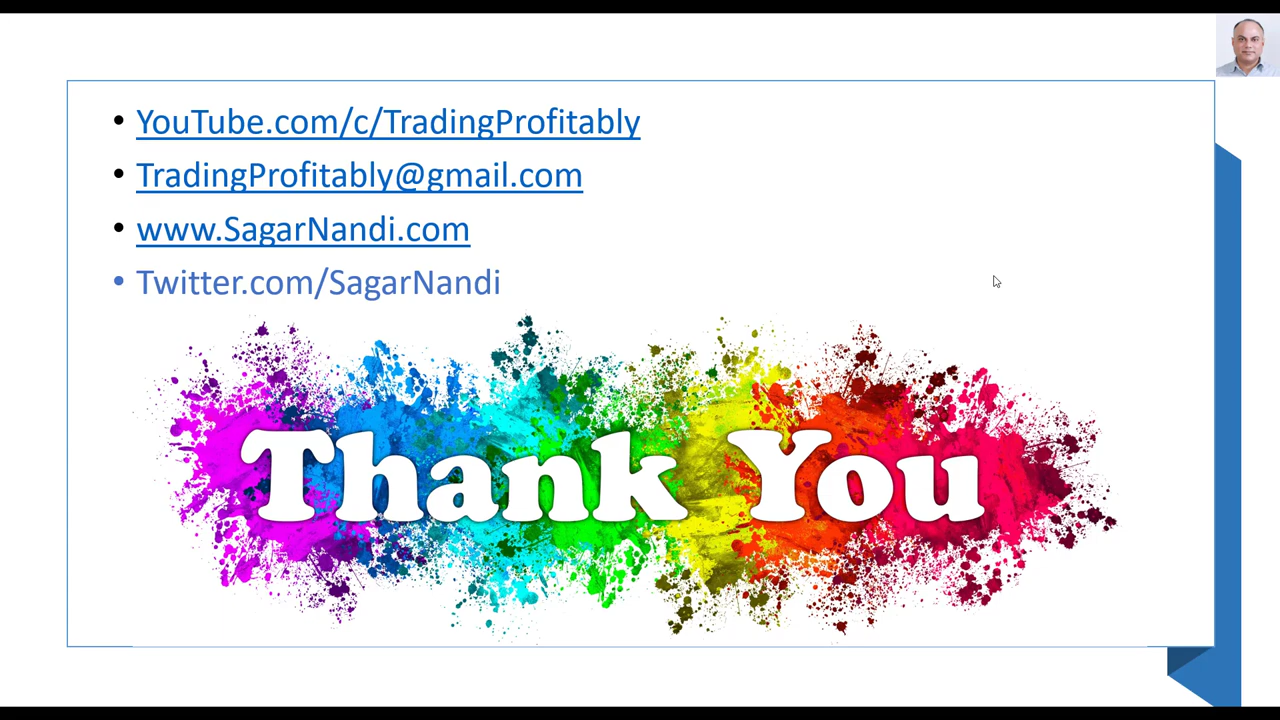 YouTube.com/c/TradingProfitably
TradingProfitably@gmail.com
www.SagarNandi.com
Twitter.com/SagarNandi
Thank You